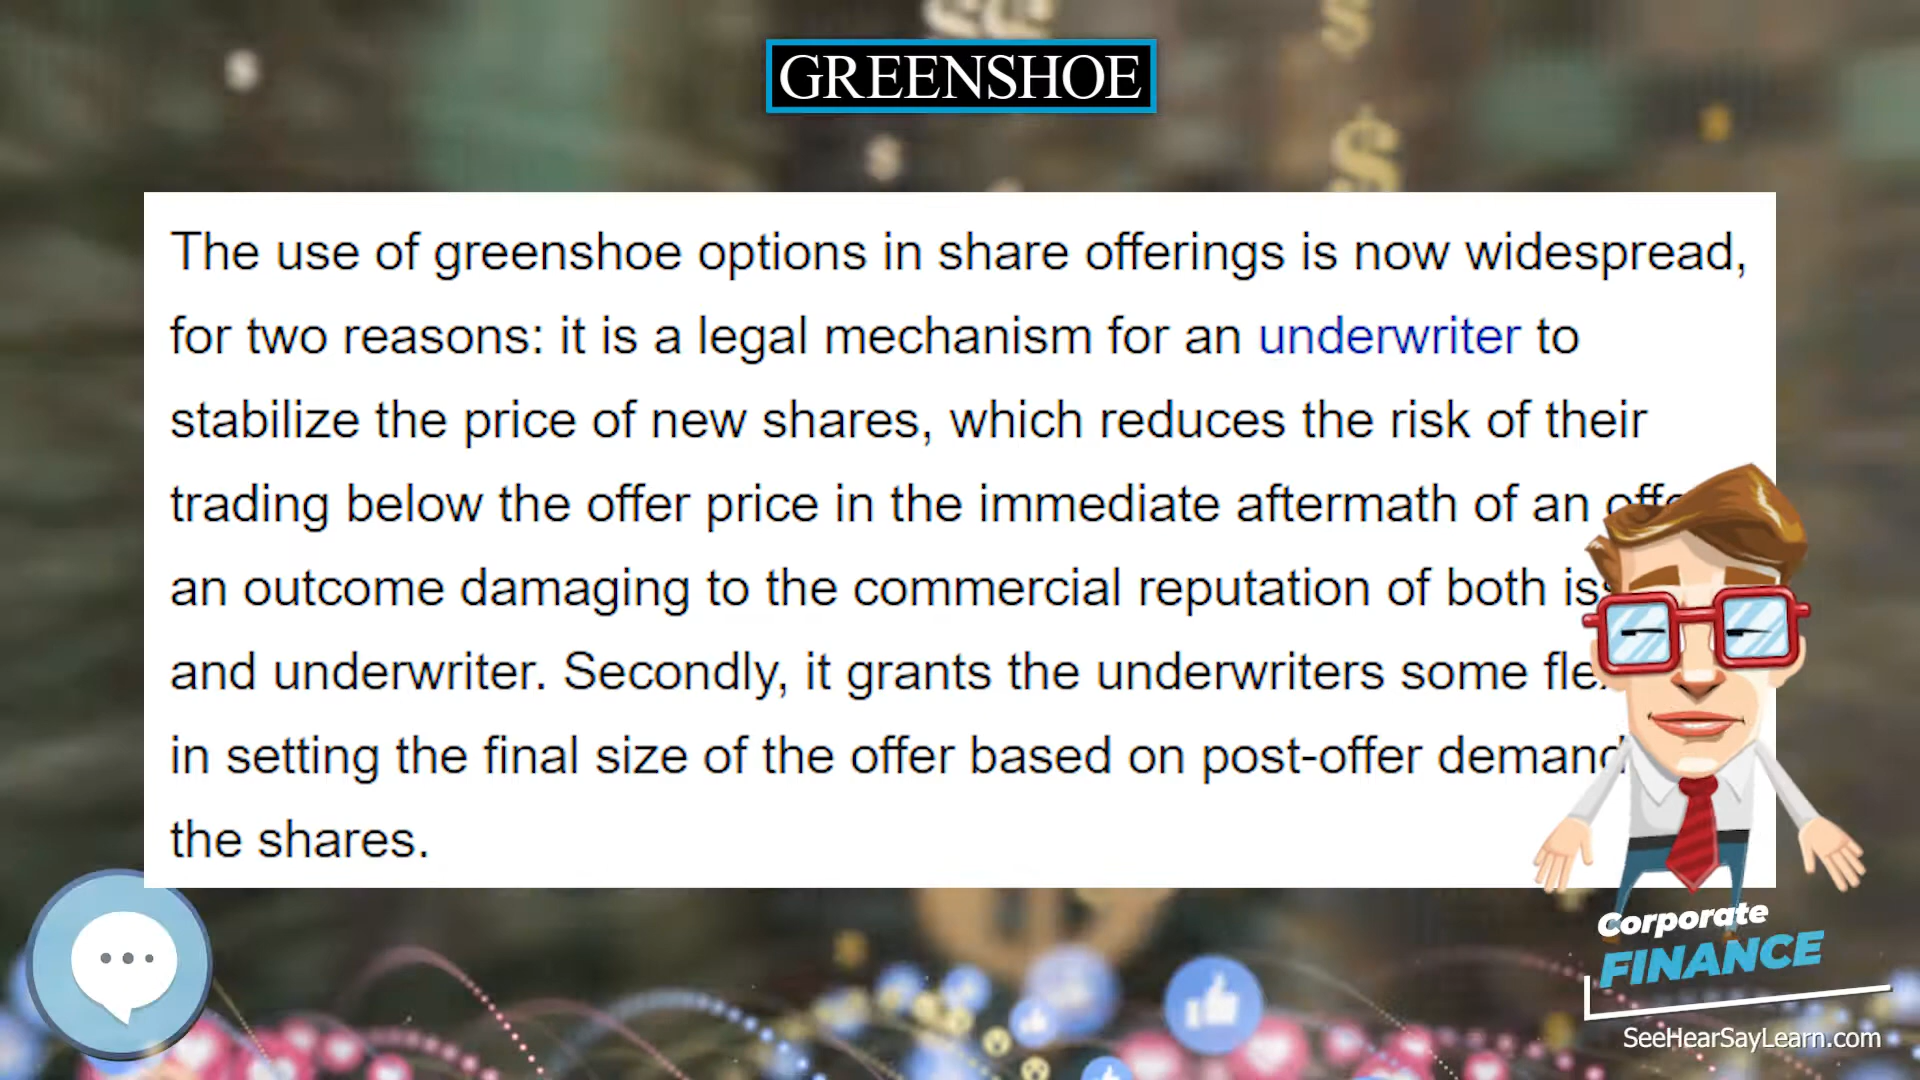 GREENSHOE
The use of greenshoe options in share offerings is now widespread,
for two reasons: it is a legal mechanism for an underwriter to
stabilize the price of new shares, which reduces the risk of their
trading below the offer price in the immediate aftermath of an
an outcome damaging to the commercial reputation of both
and underwriter. Secondly, it grants the underwriters some
in setting the final size of the offer based on post-offer demand
the shares.
Corporate
FINANCE
SeeHearSayLearn.com